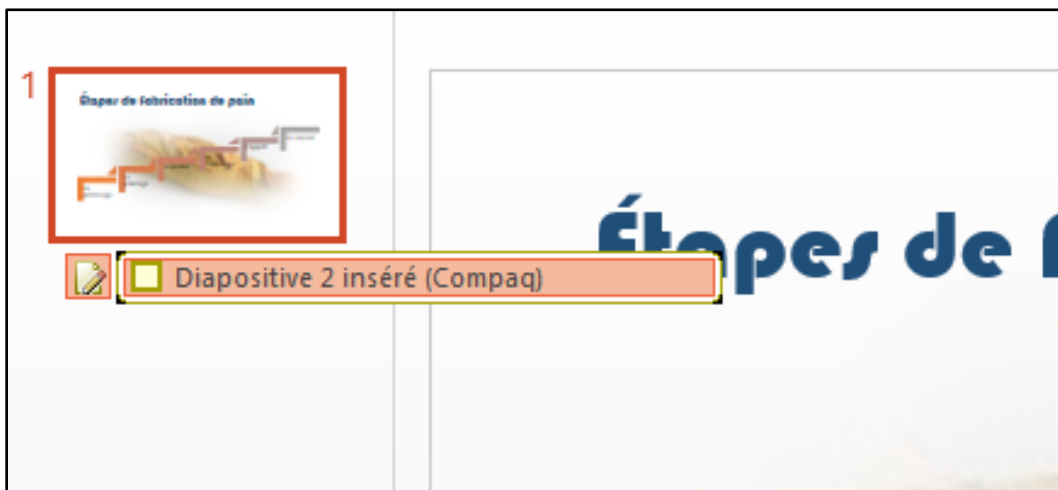 1
Étapes de fabrication de pain
Diapositive 2 inséré (Compaq)
Étapes de